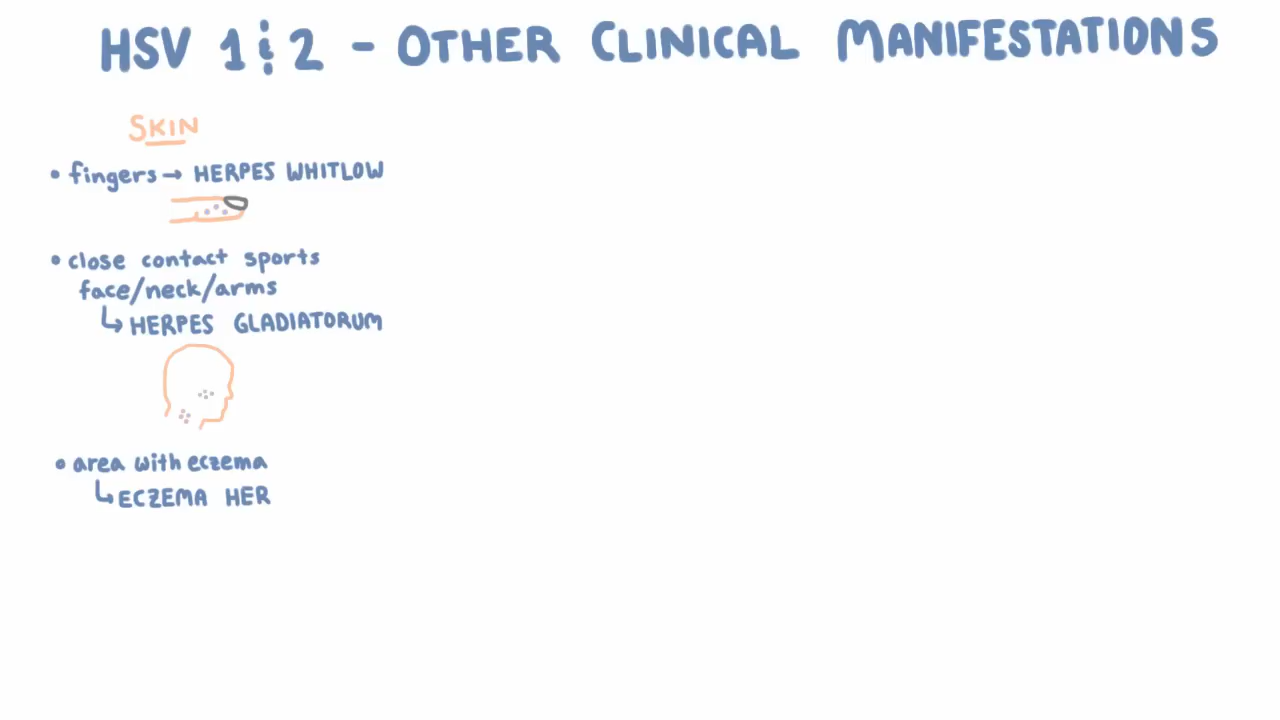 HSV 1 & 2 - OTHER CLINICAL MANIFESTATIONS
SKIN
• fingers → HERPES WHITLOW
• close contact sports
face/neck/arms
↳ HERPES GLADIATORUM
• area with eczema
↳ ECZEMA HER